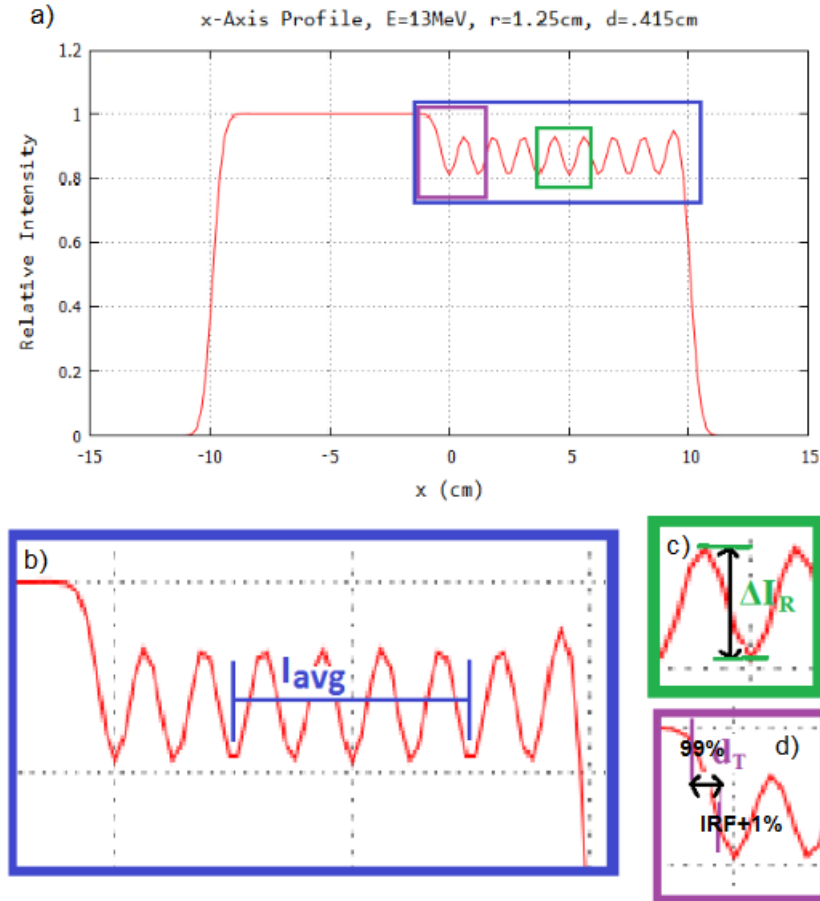 a)
x-Axis Profile, E=13MeV, r=1.25cm, d=.415cm
1.2
1
0.8
0.6
0.4
0.2
0
Relative Intensity
-15 -10 -5 0 5 10 15
x (cm)
b)
Iavg
c)
ΔIR
d)
99%
dT
IRF+1%